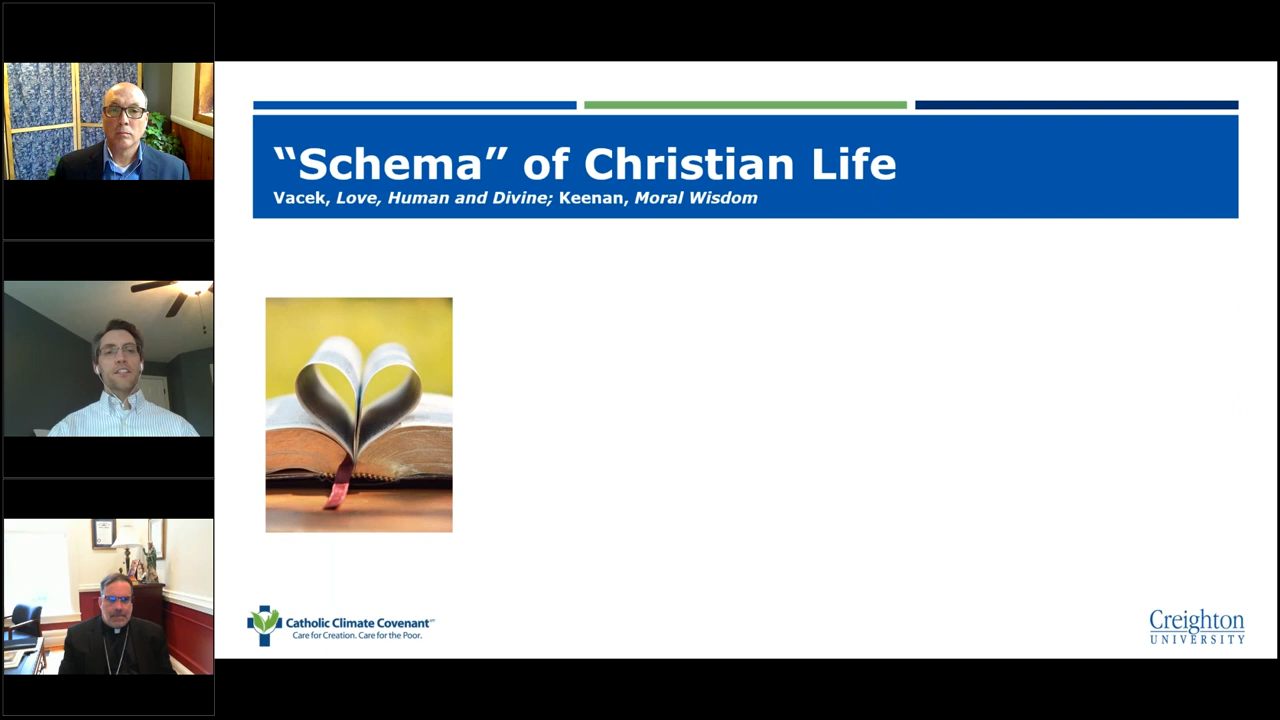 “Schema” of Christian Life
Vacek, Love, Human and Divine; Keenan, Moral Wisdom
Catholic Climate Covenant
Care for Creation. Care for the Poor.
Creighton
UNIVERSITY